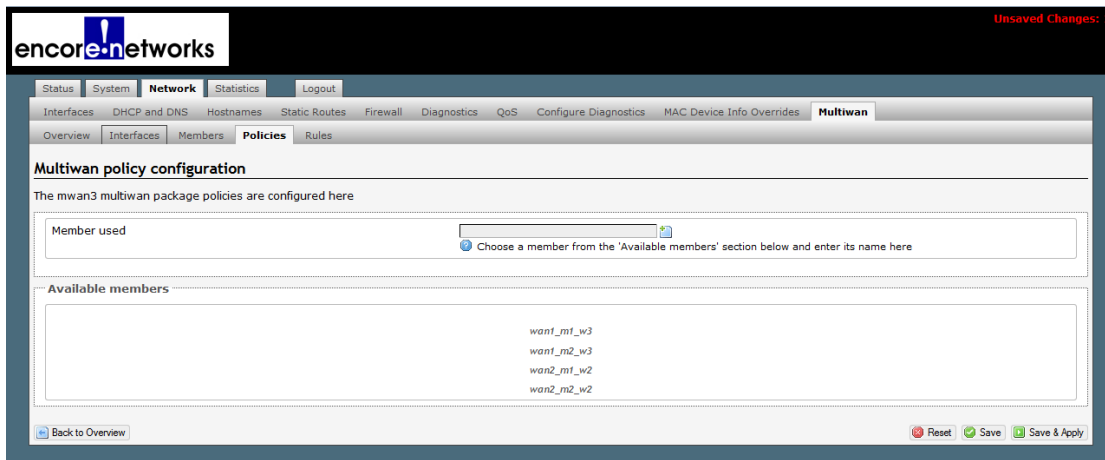 Unsaved Changes:
encore!networks
Status System Network Statistics Logout
Interfaces DHCP and DNS Hostnames Static Routes Firewall Diagnostics QoS Configure Diagnostics MAC Device Info Overrides Multiwan
Overview Interfaces Members Policies Rules
Multiwan policy configuration
The mwan3 multiwan package policies are configured here
Member used
Choose a member from the 'Available members' section below and enter its name here
Available members
wan1_m1_w3
wan1_m2_w3
wan2_m1_w2
wan2_m2_w2
Back to Overview Reset Save Save & Apply